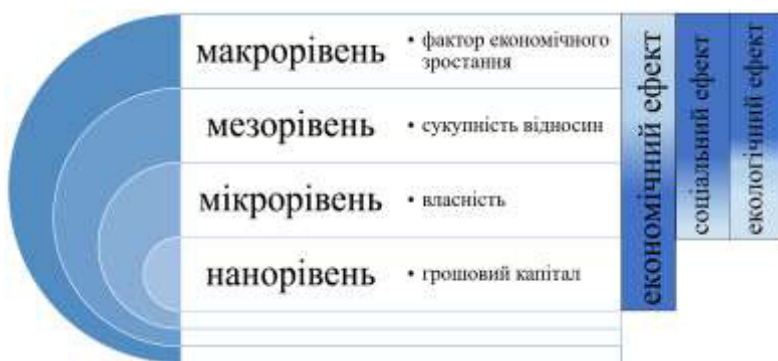 макрорівень
• фактор економічного
зростання
мезорівень
• сукупність відносин
мікрорівень
• власність
нанорівень
• грошовий капітал
економічний ефект
соціальний ефект
екологічний ефект